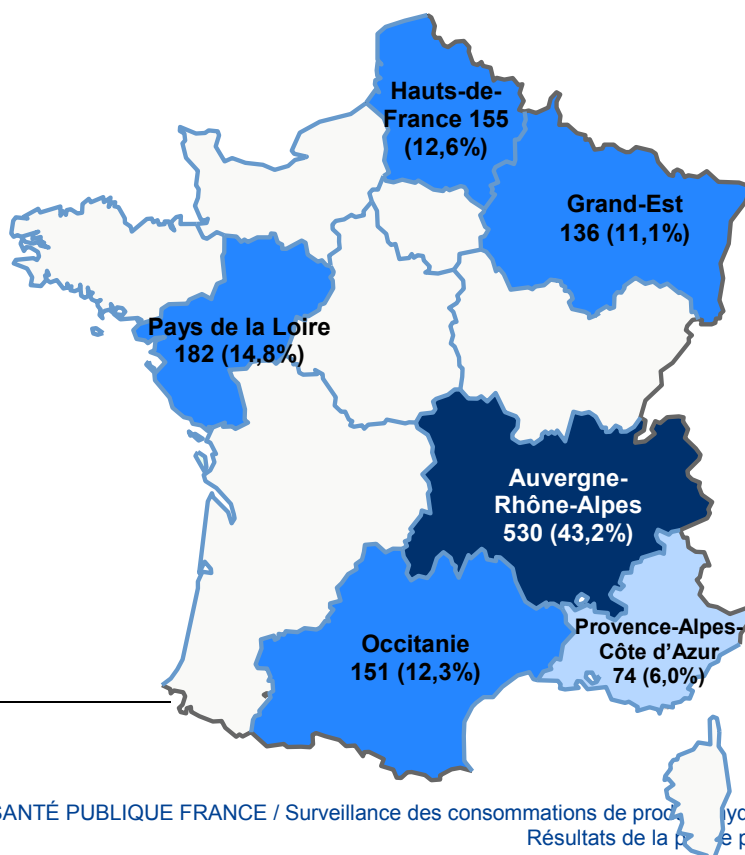 Hauts-de-
France 155
(12,6%)
Grand-Est
136 (11,1%)
Pays de la Loire
182 (14,8%)
Auvergne-
Rhône-Alpes
530 (43,2%)
Provence-Alpes-
Côte d’Azur
74 (6,0%)
Occitanie
151 (12,3%)
SANTÉ PUBLIQUE FRANCE / Surveillance des consommations de
Résultats de la